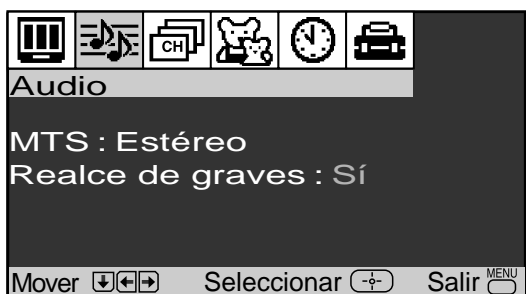 CH
Audio
MTS : Estéreo
Realce de graves : Sí
Mover Seleccionar Salir MENU